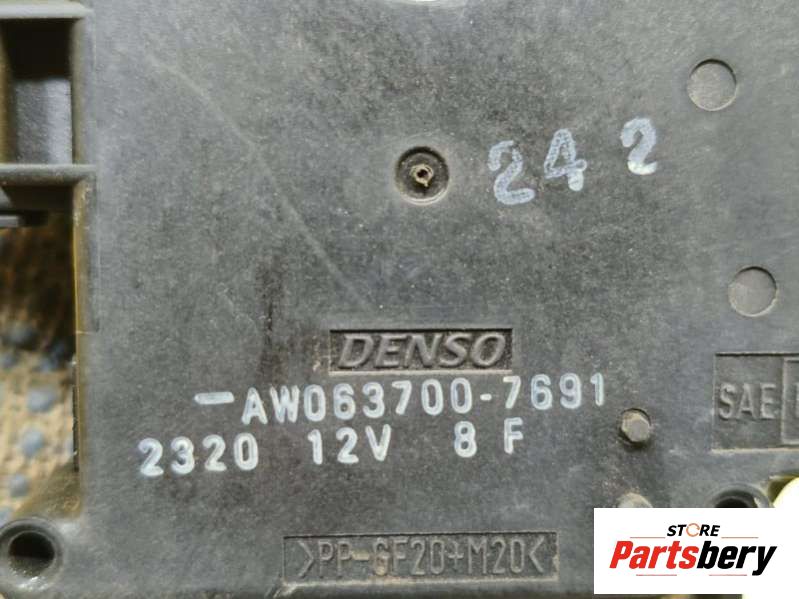 242
DENSO
-AW063700-7691
2320 12V 8 F
SAE
>PP-GF20+M20<
STORE
Partsbery